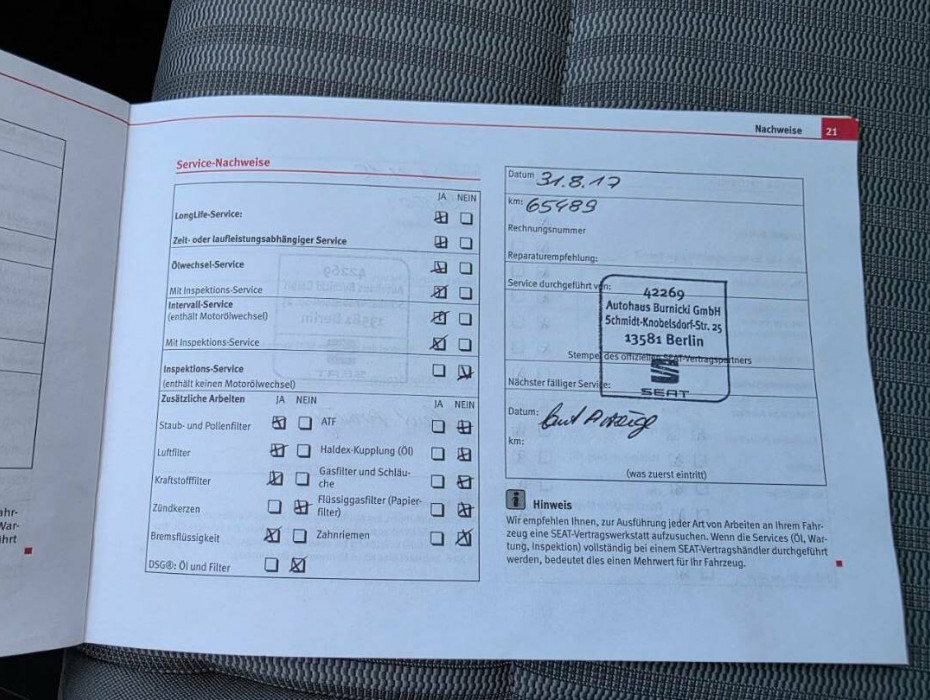 Nachweise 21
Service-Nachweise
JA NEIN
LongLife-Service:
Zeit- oder laufleistungsabhängiger Service
Ölwechsel-Service
Mit Inspektions-Service
Intervall-Service
(enthält Motorölwechsel)
Mit Inspektions-Service
Inspektions-Service
(enthält keinen Motorölwechsel)
Zusätzliche Arbeiten JA NEIN JA NEIN
Staub- und Pollenfilter ATF
Luftfilter Haldex-Kupplung (Öl)
Kraftstofffilter Gasfilter und Schläu-
che
Zündkerzen Flüssiggasfilter (Papier-
filter)
Bremsflüssigkeit Zahnriemen
DSG®: Öl und Filter
Datum 31.8.17
km: 65489
Rechnungsnummer
Reparaturempfehlung:
Service durchgeführt von:
42269
Autohaus Burnicki GmbH
Schmidt-Knobelsdorf-Str. 25
13581 Berlin
Stempel des offiziellen SEAT-Vertragspartners
SEAT
Nächster fälliger Service:
Datum: laut Anzeige
km:
(was zuerst eintritt)
i Hinweis
Wir empfehlen Ihnen, zur Ausführung jeder Art von Arbeiten an Ihrem Fahr-
zeug eine SEAT-Vertragswerkstatt aufzusuchen. Wenn die Services (Öl, War-
tung, Inspektion) vollständig bei einem SEAT-Vertragshändler durchgeführt
werden, bedeutet dies einen Mehrwert für Ihr Fahrzeug.